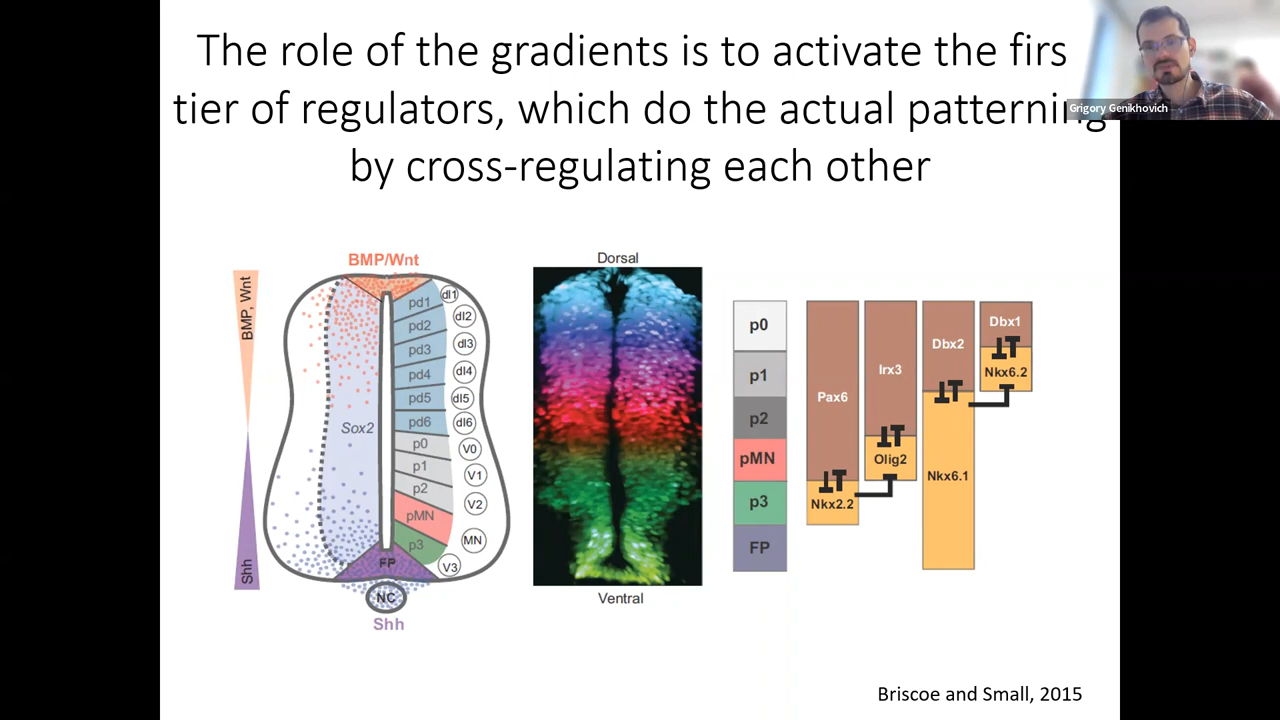 The role of the gradients is to activate the firs
tier of regulators, which do the actual patterning
by cross-regulating each other
Grigory Genikhovich
BMP/Wnt
BMP, Wnt
Shh
Sox2
pd1
pd2
pd3
pd4
pd5
pd6
p0
p1
p2
pMN
p3
FP
NC
Shh
dI1
dI2
dI3
dI4
dI5
dI6
V0
V1
V2
MN
V3
Dorsal
Ventral
p0
p1
p2
pMN
p3
FP
Pax6
Nkx2.2
Irx3
Olig2
Dbx2
Nkx6.1
Dbx1
Nkx6.2
Briscoe and Small, 2015